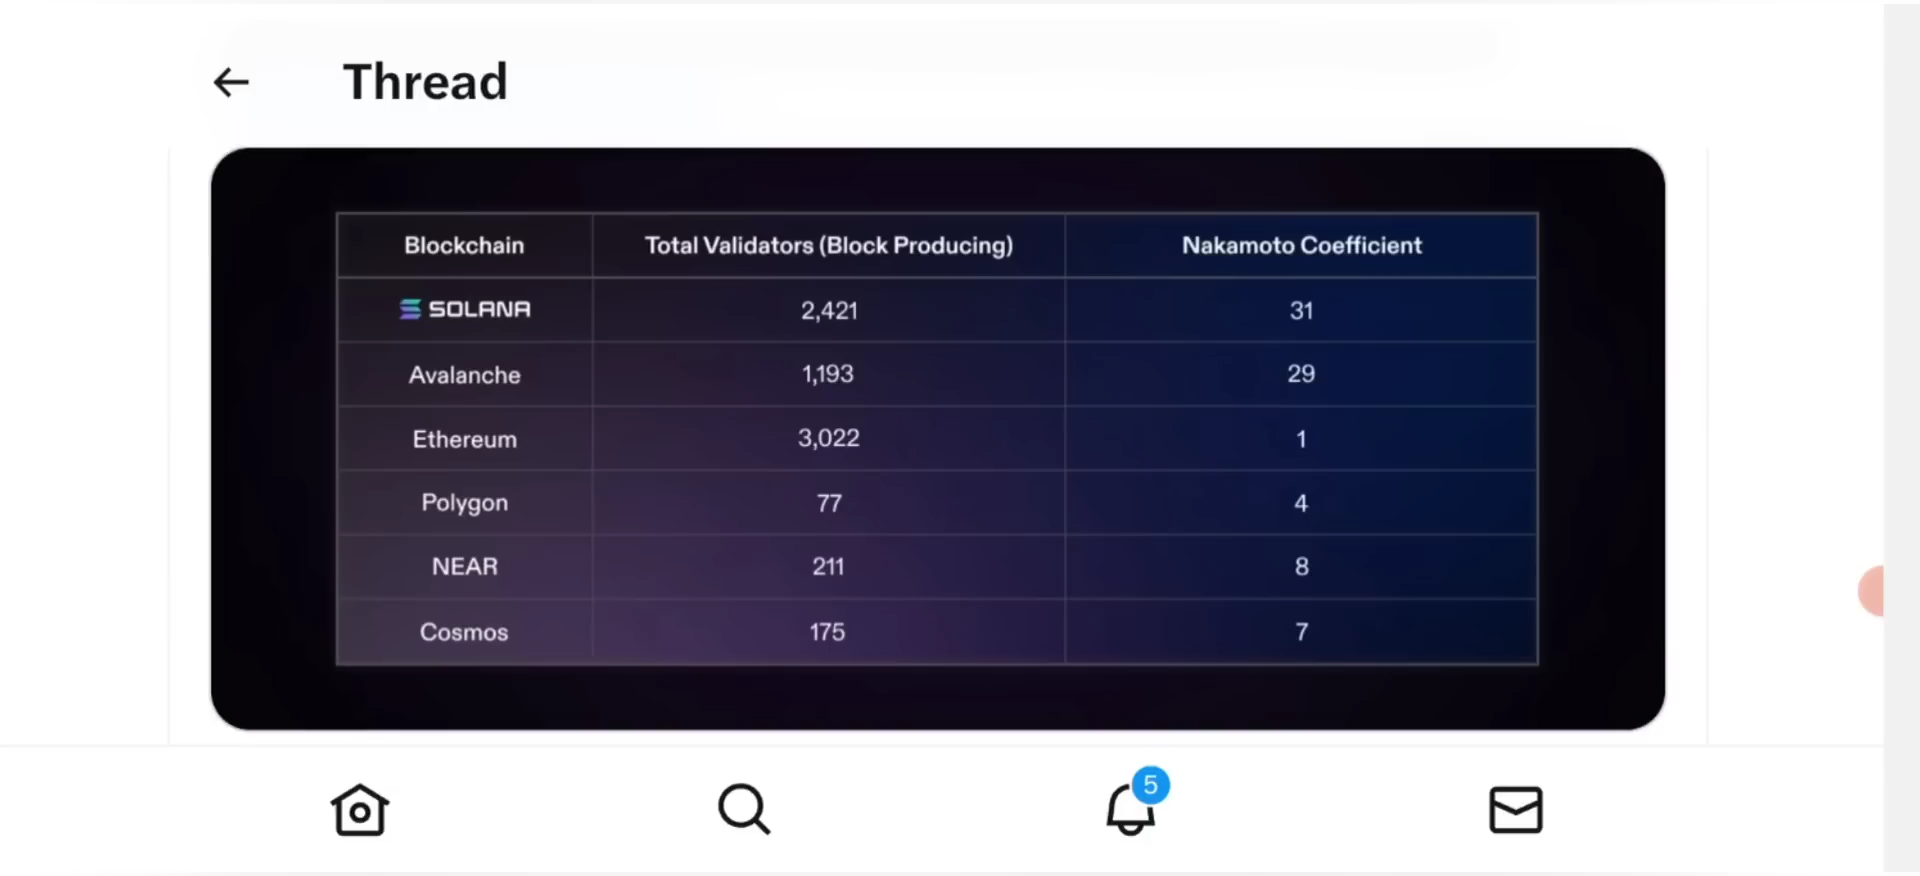 Thread
Blockchain Total Validators (Block Producing) Nakamoto Coefficient
SOLANA 2,421 31
Avalanche 1,193 29
Ethereum 3,022 1
Polygon 77 4
NEAR 211 8
Cosmos 175 7
5